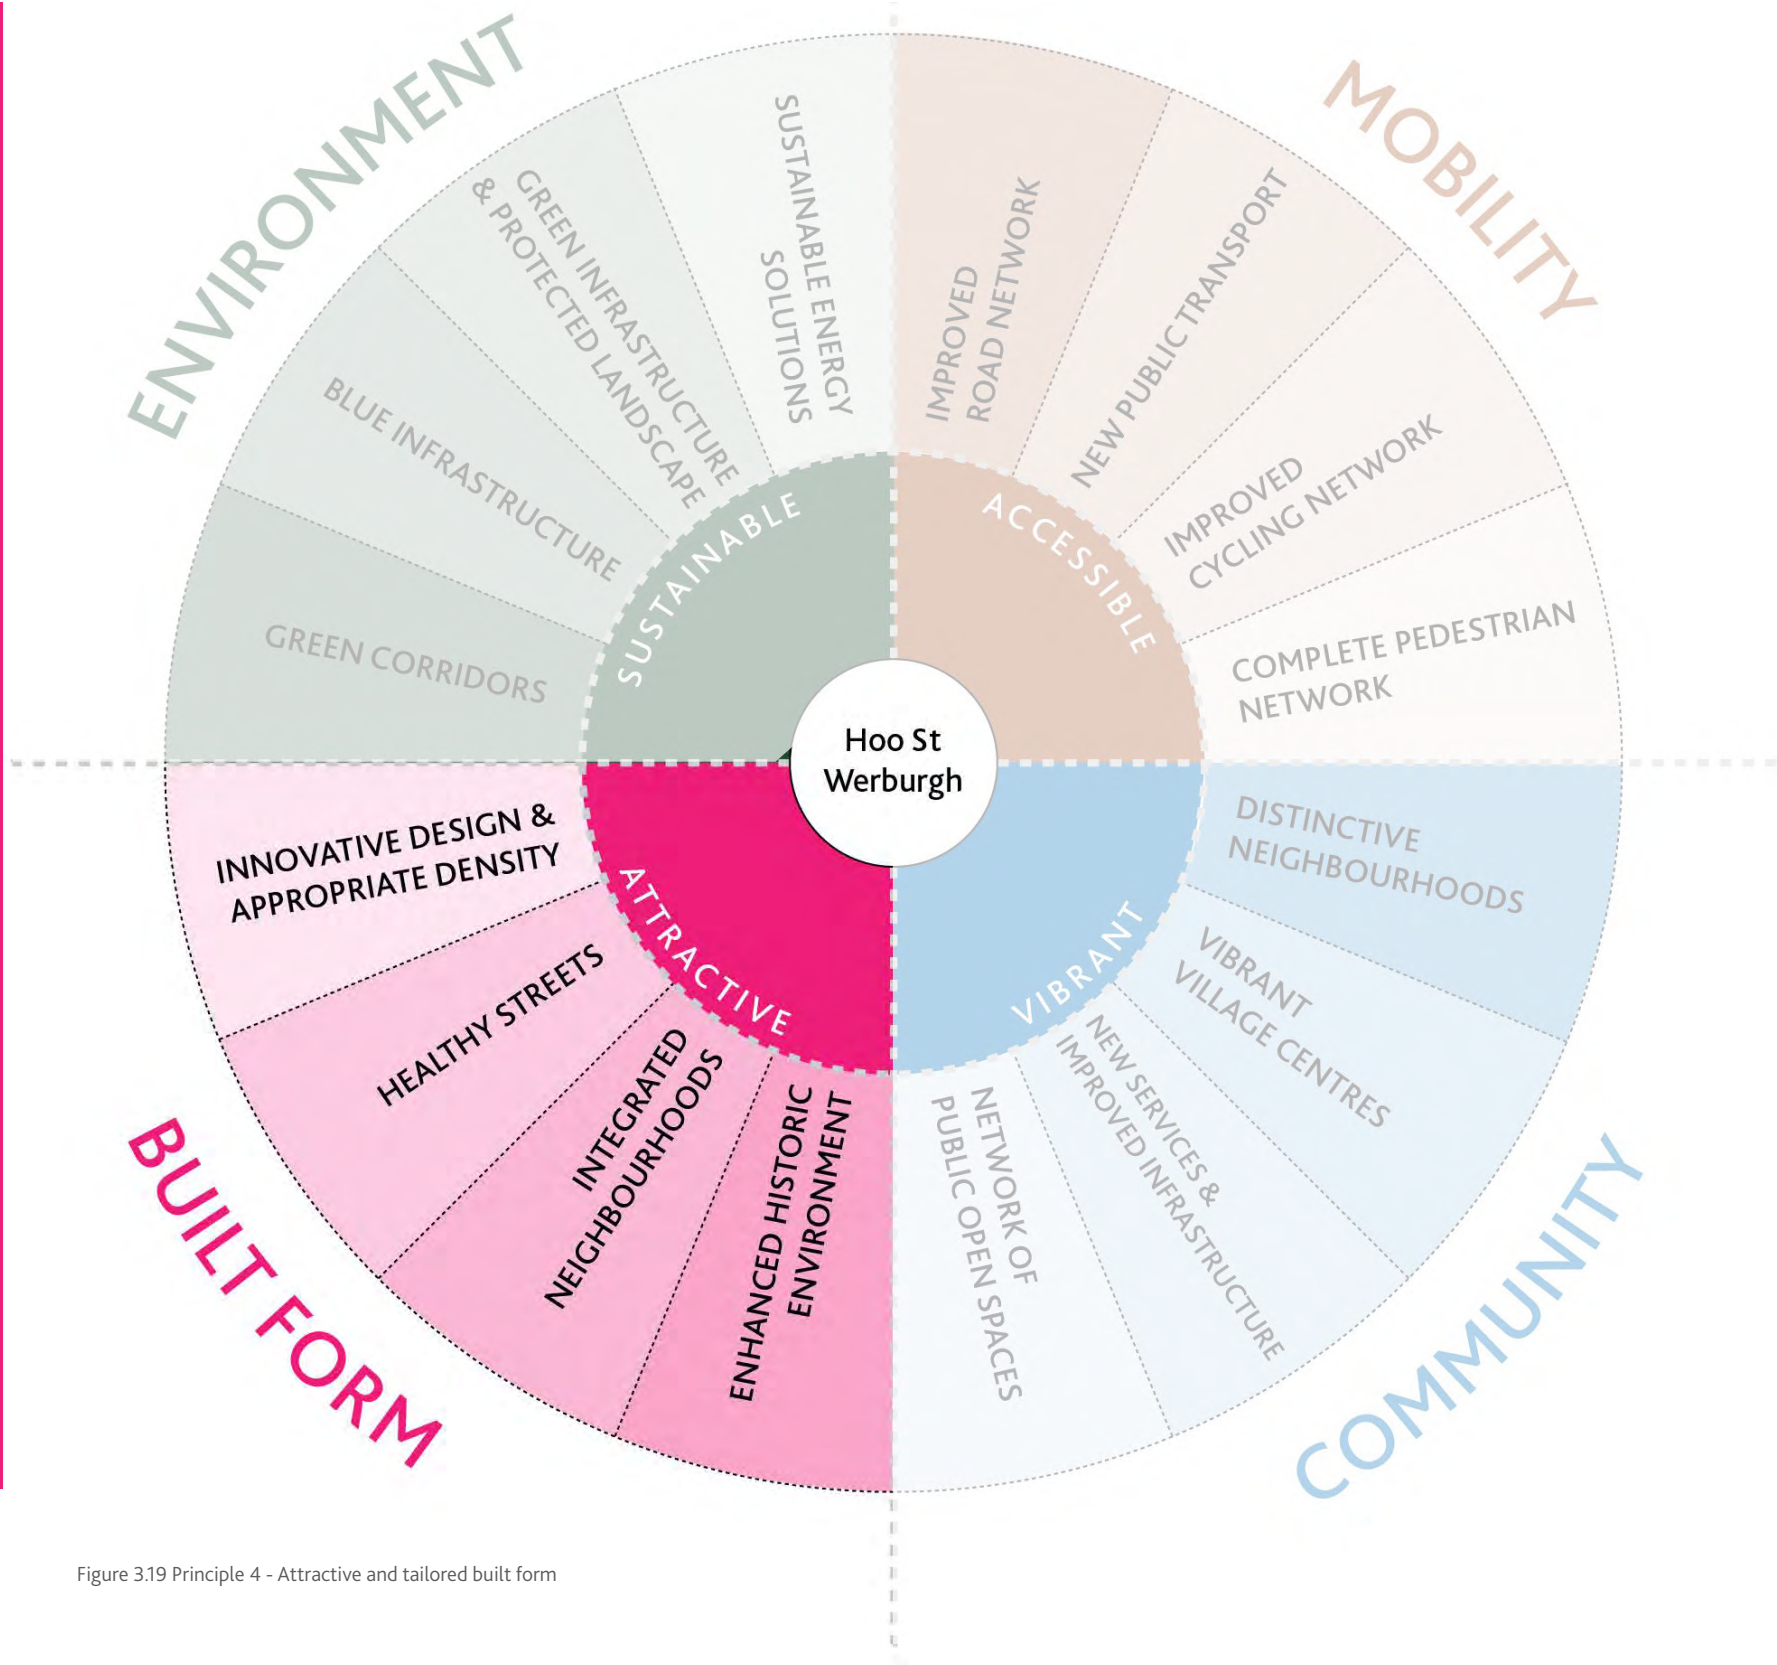 ENVIRONMENT
MOBILITY
SUSTAINABLE ENERGY
SOLUTIONS
GREEN INFRASTRUCTURE
& PROTECTED LANDSCAPE
BLUE INFRASTRUCTURE
GREEN CORRIDORS
SUSTAINABLE
IMPROVED
ROAD NETWORK
NEW PUBLIC TRANSPORT
IMPROVED
CYCLING NETWORK
COMPLETE PEDESTRIAN
NETWORK
ACCESSIBLE
Hoo St
Werburgh
INNOVATIVE DESIGN &
APPROPRIATE DENSITY
HEALTHY STREETS
INTEGRATED
NEIGHBOURHOODS
ENHANCED HISTORIC
ENVIRONMENT
ATTRACTIVE
DISTINCTIVE
NEIGHBOURHOODS
VIBRANT
VILLAGE CENTRES
NEW SERVICES &
IMPROVED INFRASTRUCTURE
NETWORK OF
PUBLIC OPEN SPACES
VIBRANT
BUILT FORM
COMMUNITY
Figure 3.19 Principle 4 - Attractive and tailored built form